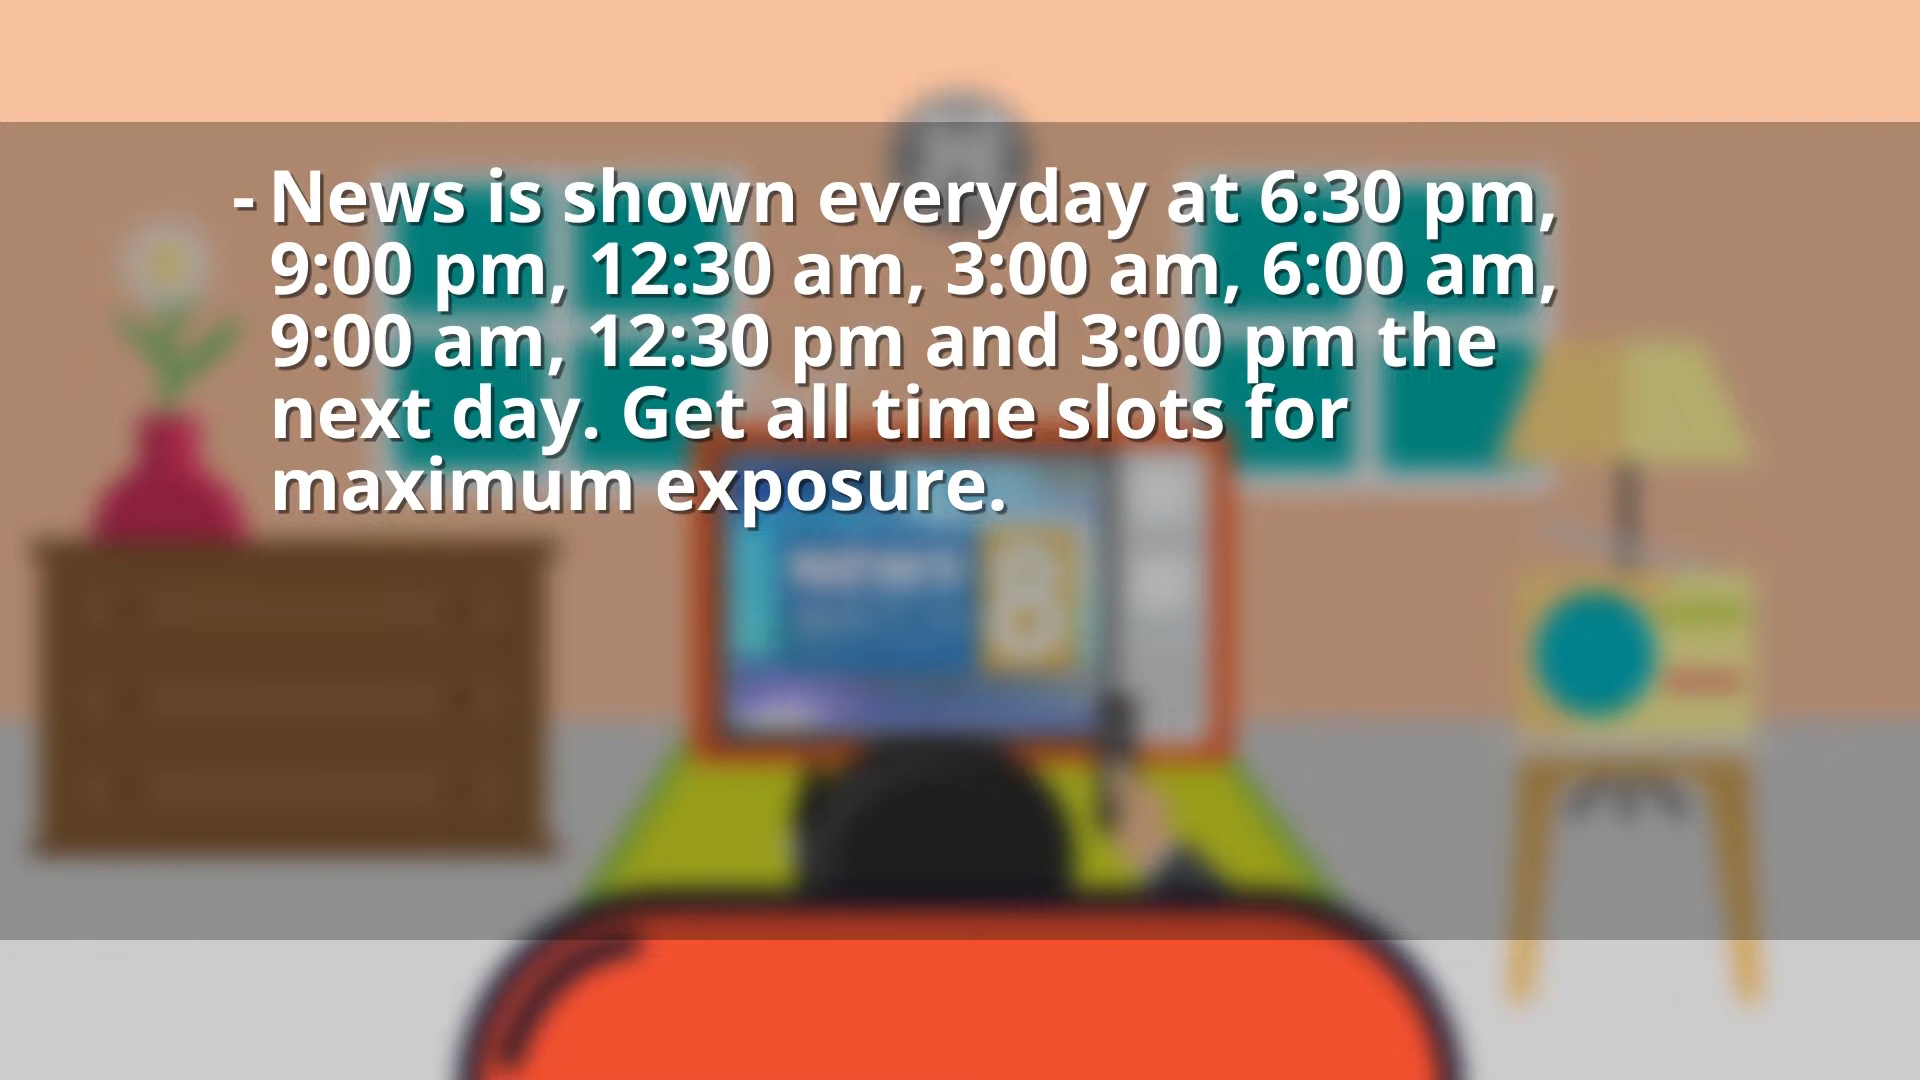 - News is shown everyday at 6:30 pm,
9:00 pm, 12:30 am, 3:00 am, 6:00 am,
9:00 am, 12:30 pm and 3:00 pm the
next day. Get all time slots for
maximum exposure.